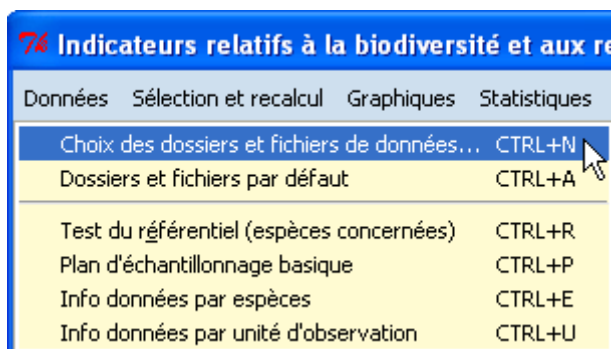 Indicateurs relatifs à la biodiversité et aux
Données Sélection et recalcul Graphiques Statistiques
Choix des dossiers et fichiers de données... CTRL+N
Dossiers et fichiers par défaut CTRL+A
Test du référentiel (espèces concernées) CTRL+R
Plan d'échantillonnage basique CTRL+P
Info données par espèces CTRL+E
Info données par unité d'observation CTRL+U